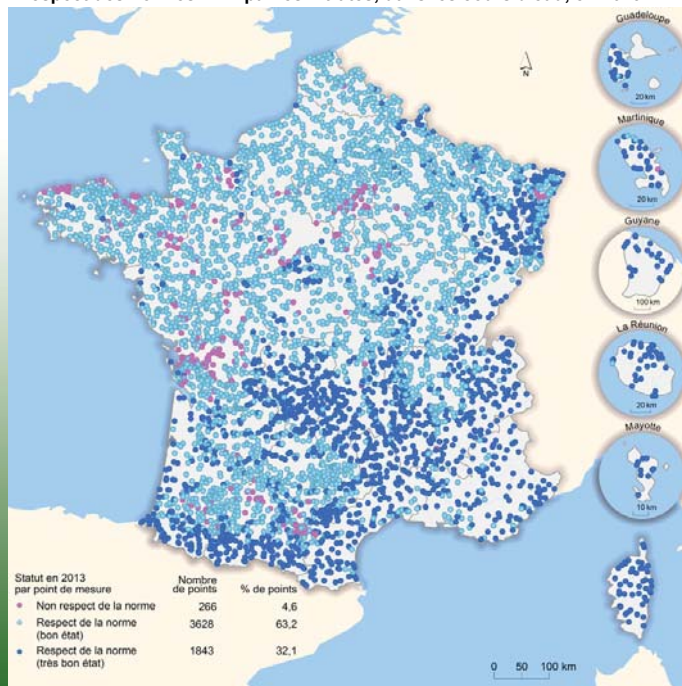 Guadeloupe
20 km
N
Martinique
20 km
Guyane
100 km
La Réunion
20 km
Mayotte
10 km
Statut en 2013 par point de mesure
Nombre de points
% de points
Non respect de la norme 266 4,6
Respect de la norme (bon état) 3628 63,2
Respect de la norme (très bon état) 1843 32,1
0 50 100 km